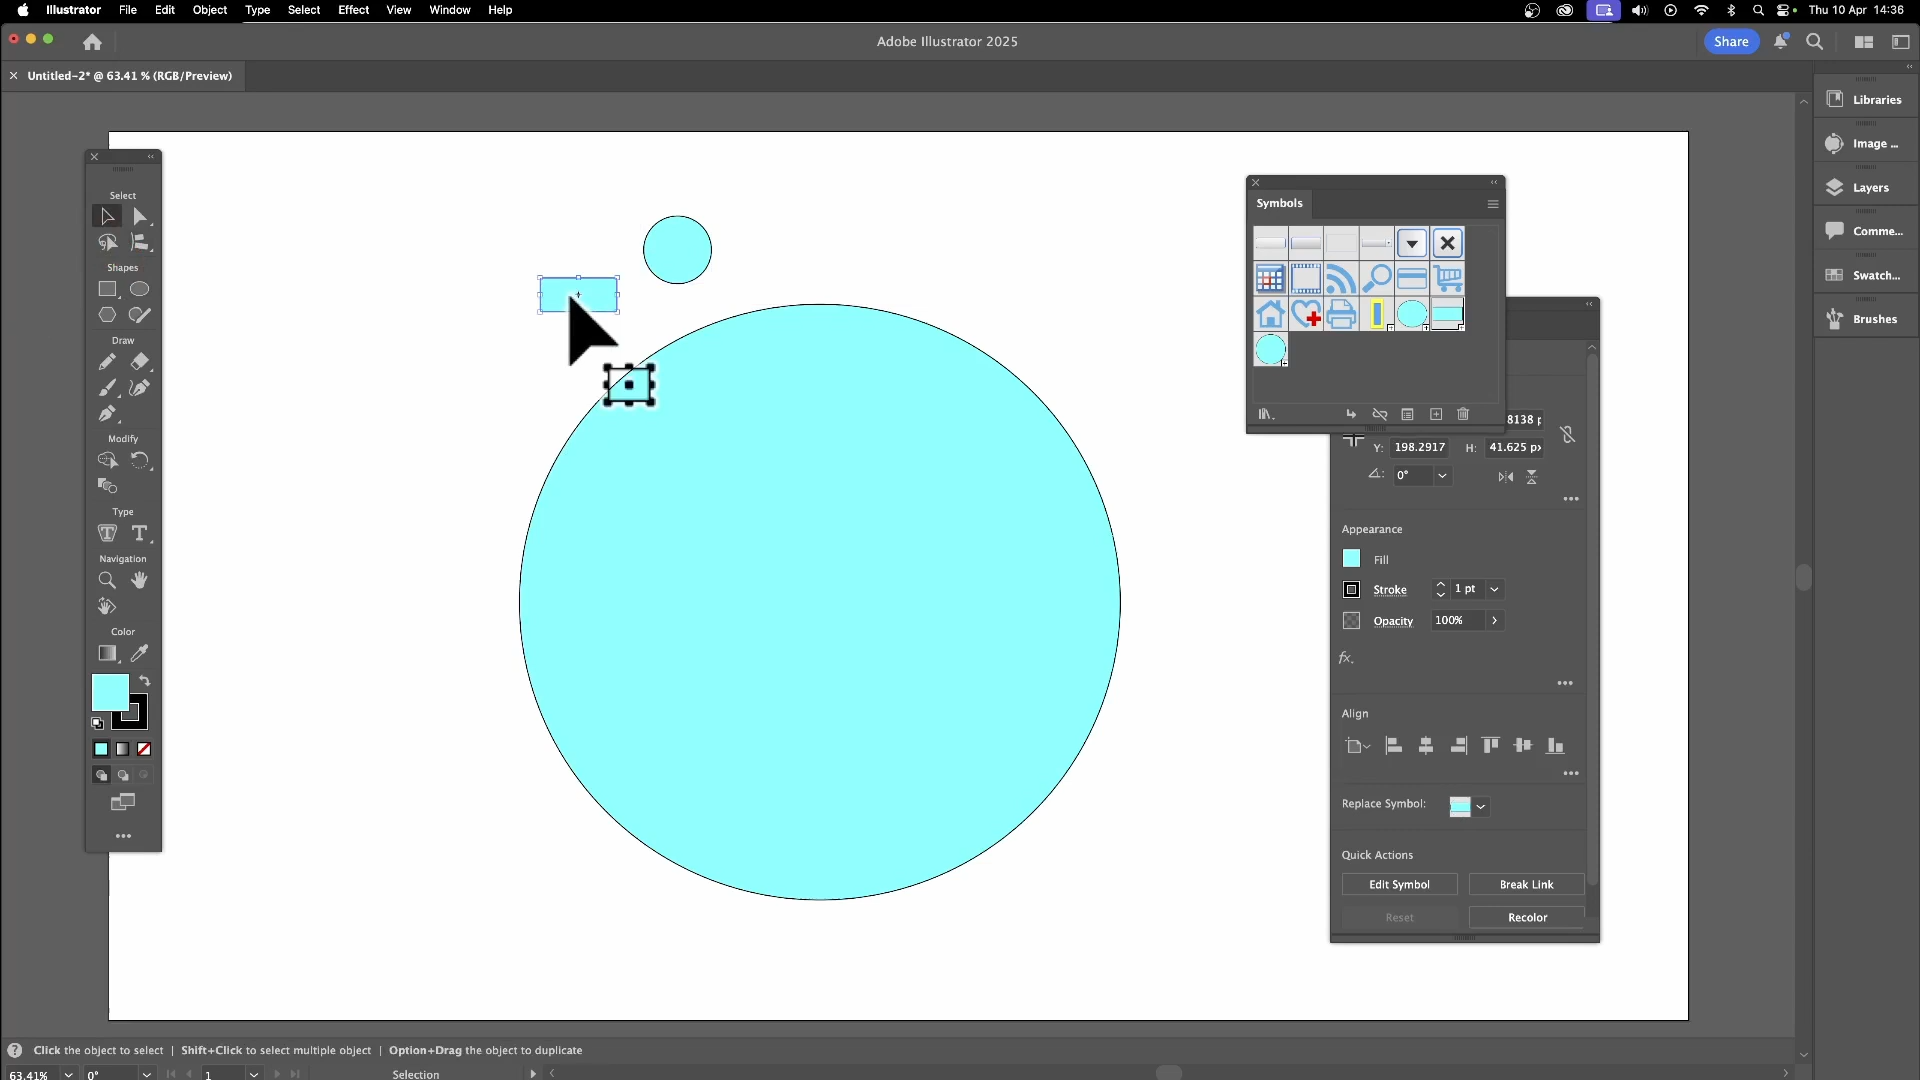 Illustrator File Edit Object Type Select Effect View Window Help Thu 10 Apr 14:36
Adobe Illustrator 2025 Share
Untitled-2* @ 63.41 % (RGB/Preview)
Libraries
Image ...
Layers
Comme...
Swatch...
Brushes
Select
Shapes
Draw
Modify
Type
Navigation
Color
Symbols
8138
Y: 198.2917 H: 41.625 px
0°
Appearance
Fill
Stroke 1 pt
Opacity 100%
fx.
Align
Replace Symbol:
Quick Actions
Edit Symbol Break Link
Reset Recolor
Click the object to select | Shift+Click to select multiple object | Option+Drag the object to duplicate
63.41% 0° 1 Selection